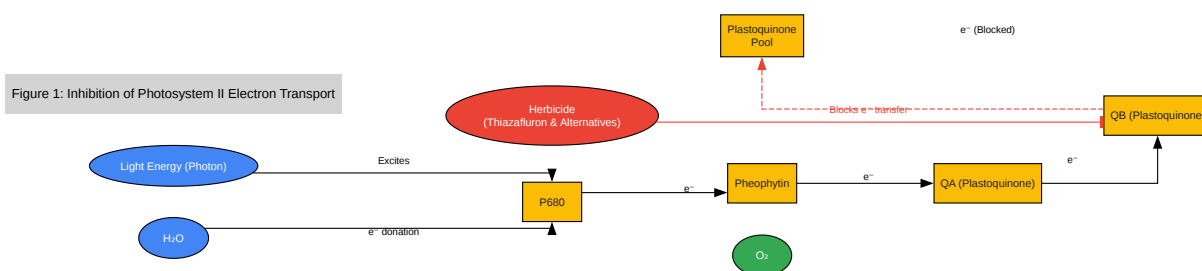 Plastoquinone
Pool
e⁻ (Blocked)
Figure 1: Inhibition of Photosystem II Electron Transport
Herbicide
(Thiazafluron & Alternatives)
Blocks e⁻ transfer
QB (Plastoquinone
Light Energy (Photon)
Excites
e⁻
P680
e⁻
Pheophytin
e⁻
QA (Plastoquinone)
H₂O
e⁻ donation
O₂